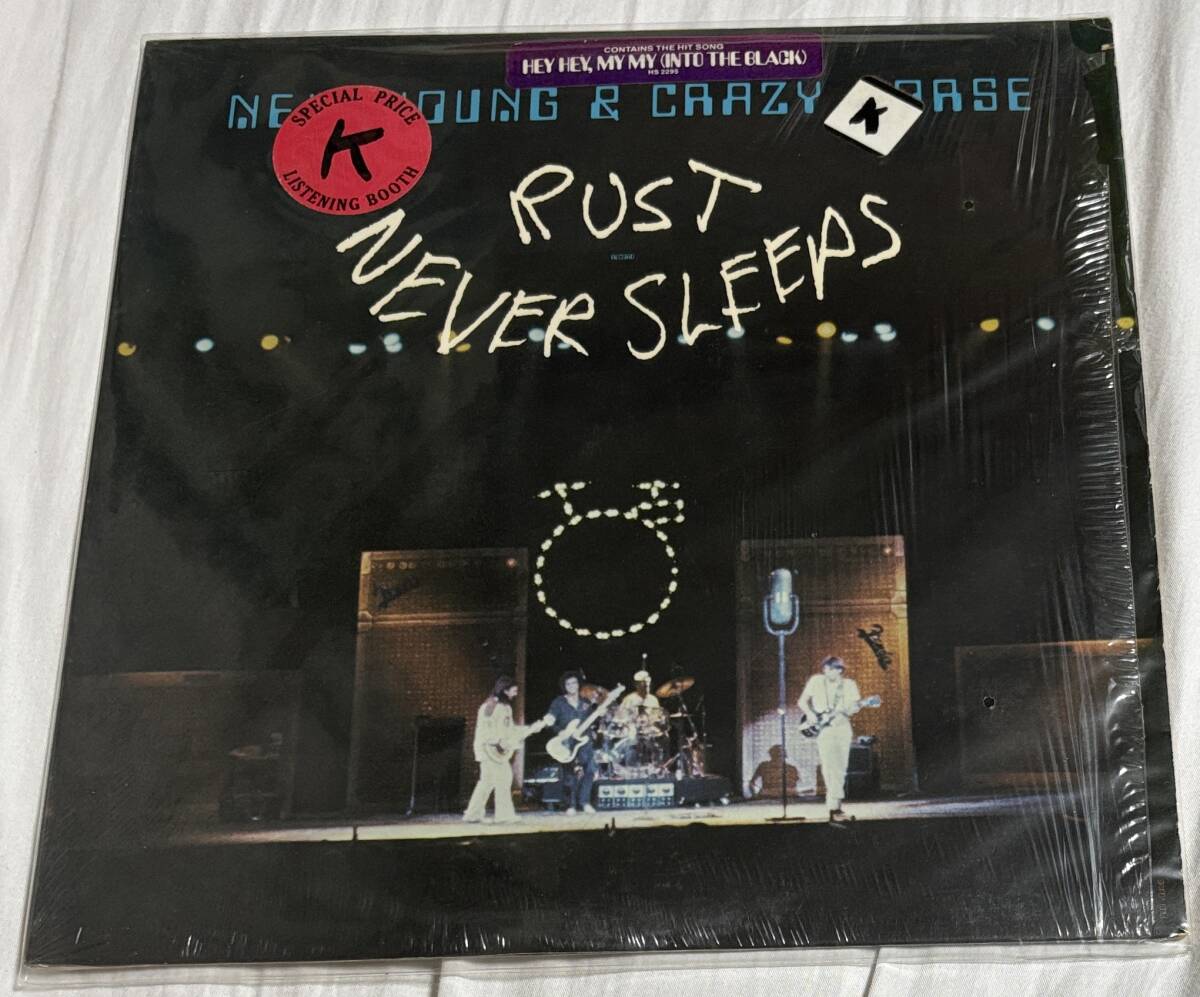 CONTAINS THE HIT SONG
HEY HEY, MY MY (INTO THE BLACK)
HS 2295
NE OUNG & CRAZY ORSE
SPECIAL PRICE
K
LISTENING BOOTH
K
RUST
NEVER SLEEPS